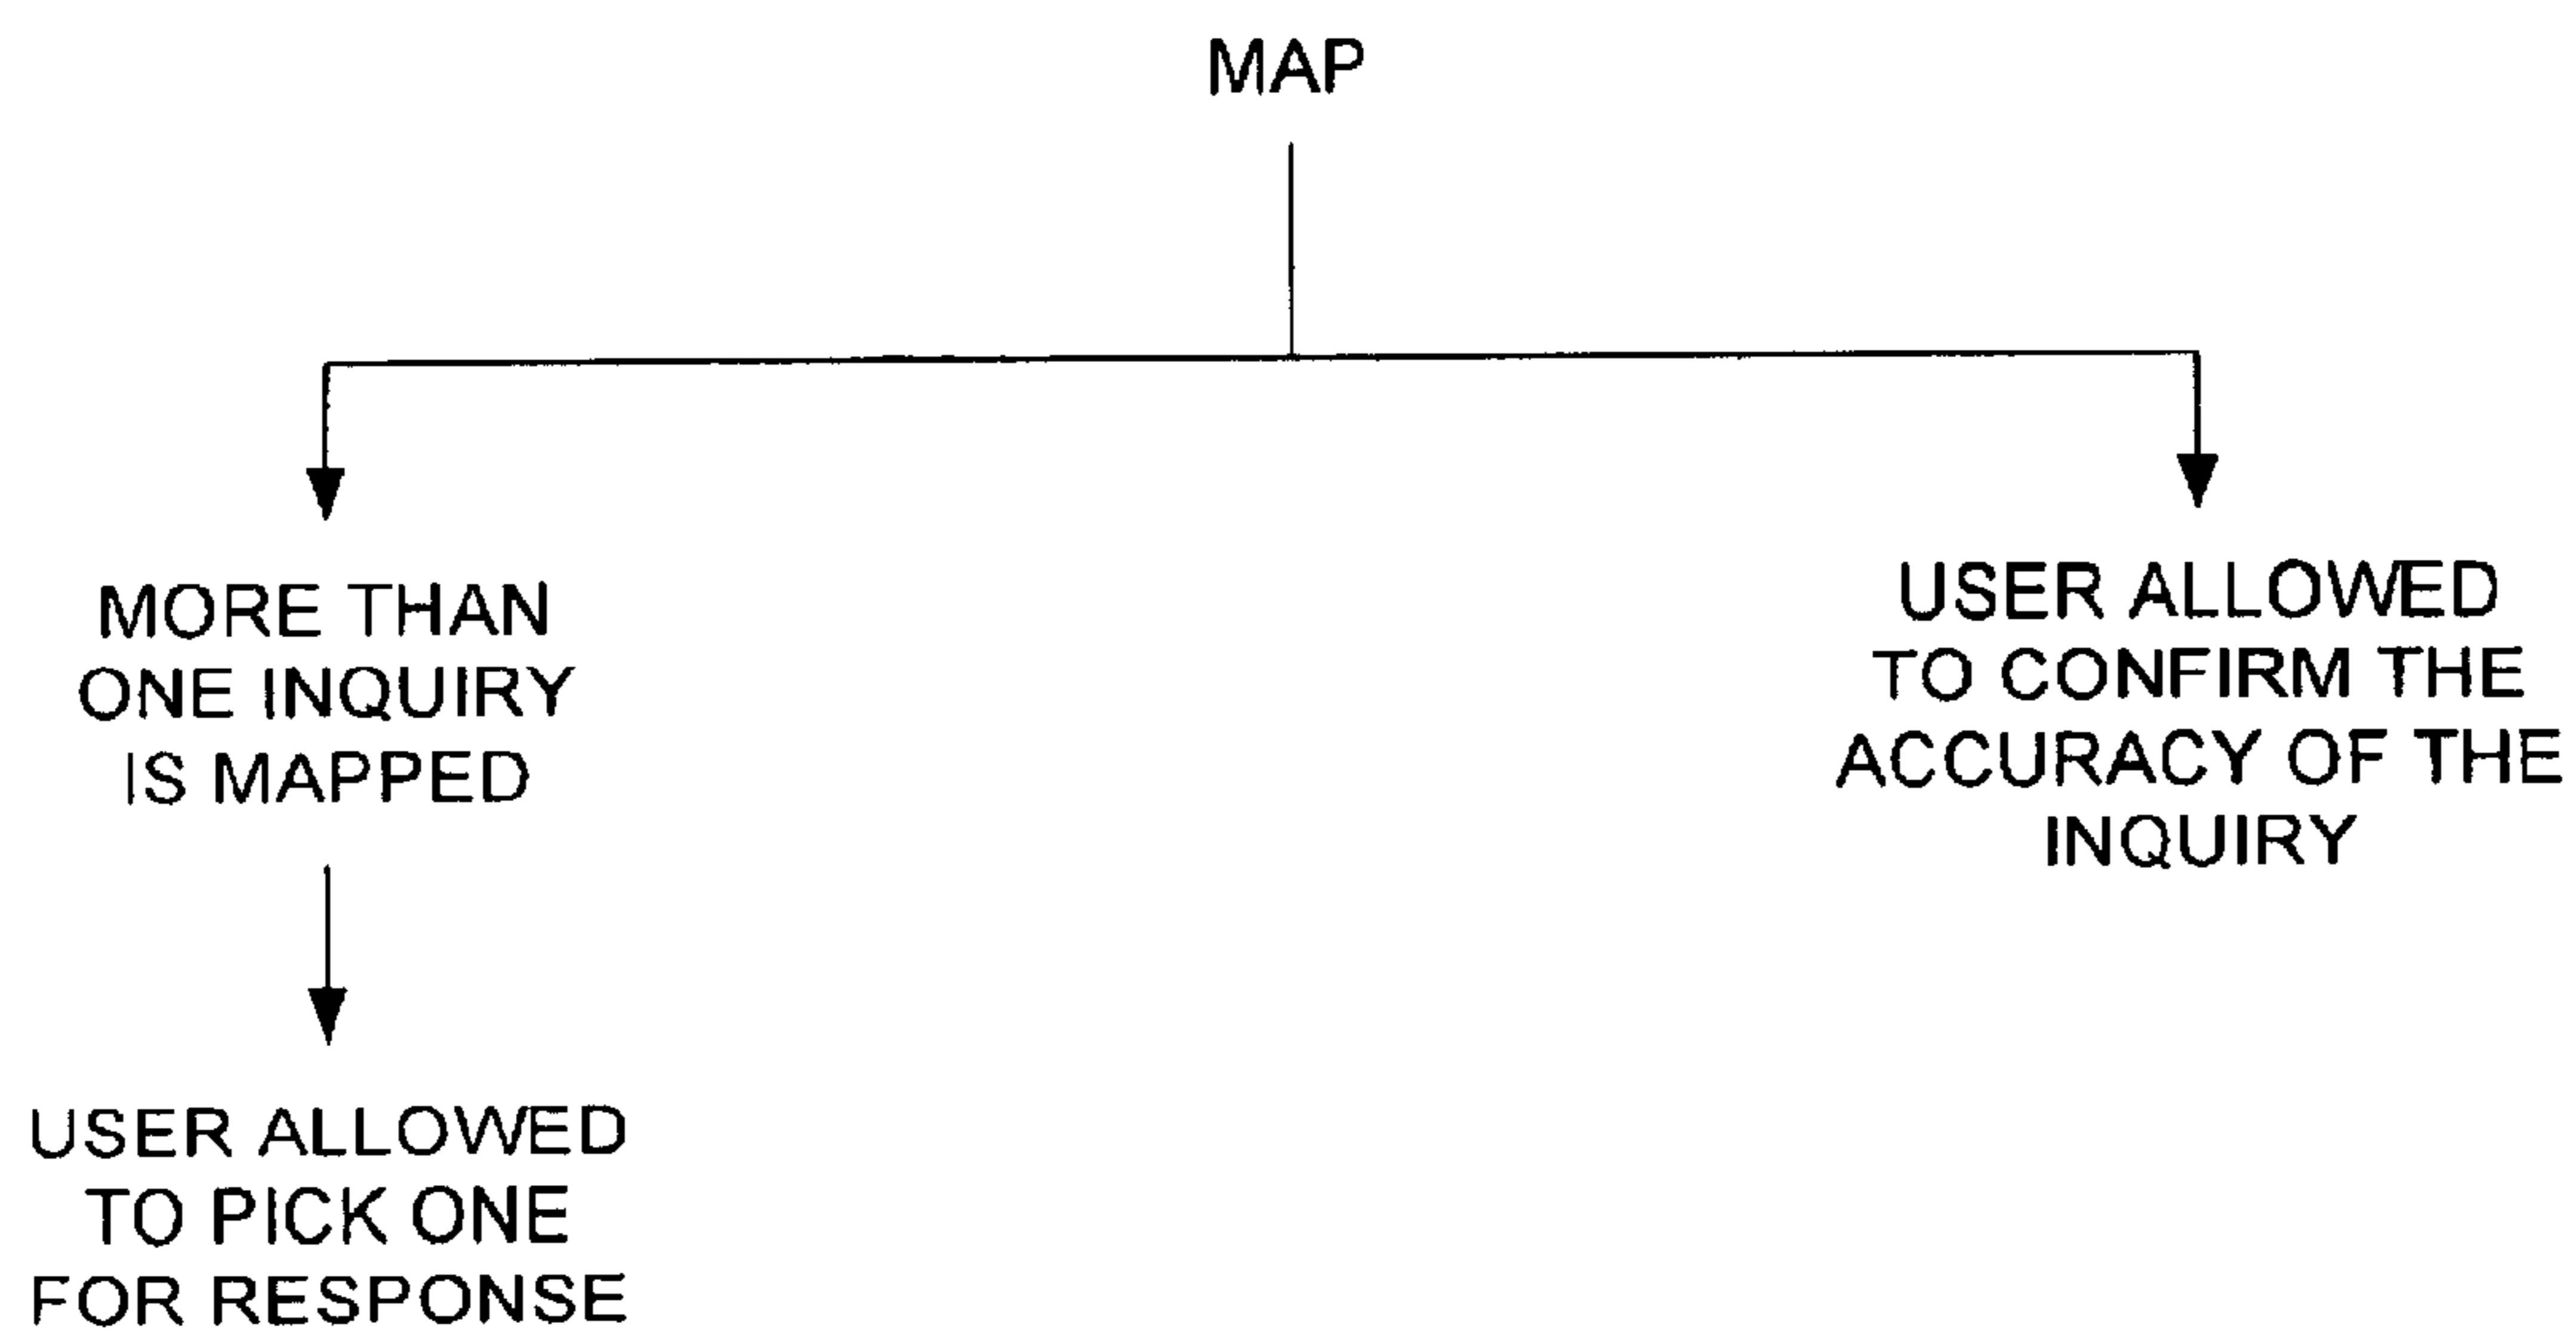 MAP
MORE THAN
ONE INQUIRY
IS MAPPED
USER ALLOWED
TO PICK ONE
FOR RESPONSE
USER ALLOWED
TO CONFIRM THE
ACCURACY OF THE
INQUIRY